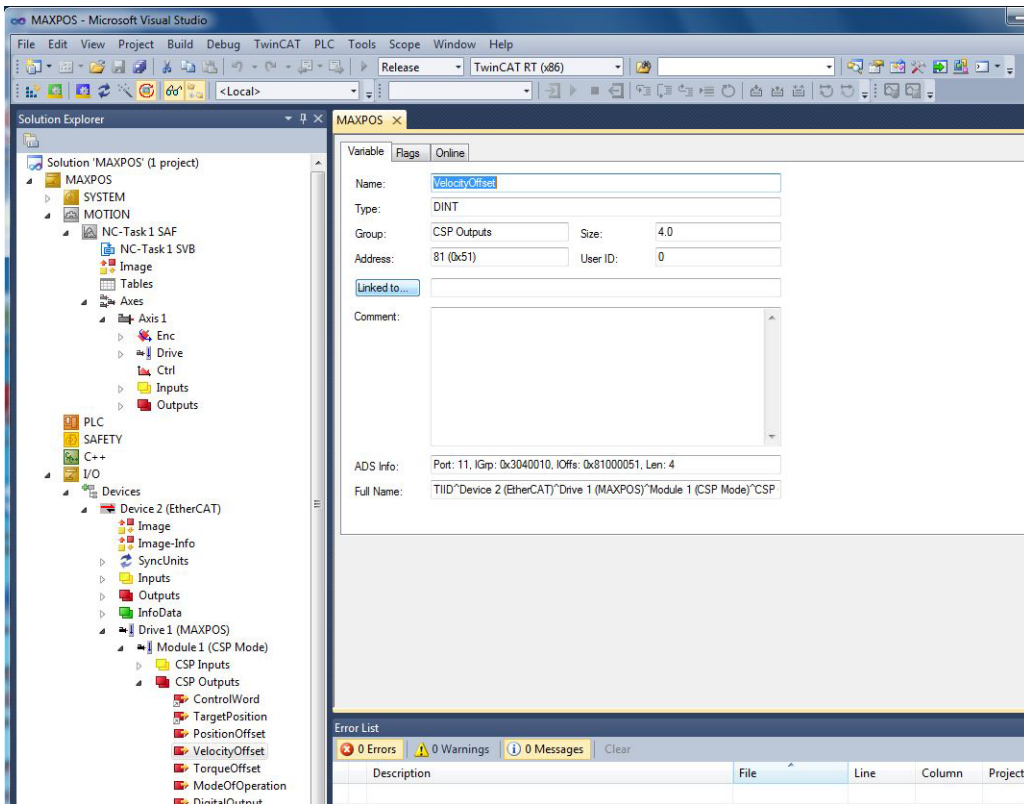 MAXPOS - Microsoft Visual Studio
File Edit View Project Build Debug TwinCAT PLC Tools Scope Window Help
Release TwinCAT RT (x86)
<Local>
Solution Explorer
MAXPOS
Solution 'MAXPOS' (1 project)
MAXPOS
SYSTEM
MOTION
NC-Task 1 SAF
NC-Task 1 SVB
Image
Tables
Axes
Axis 1
Enc
Drive
Ctrl
Inputs
Outputs
PLC
SAFETY
C++
I/O
Devices
Device 2 (EtherCAT)
Image
Image-Info
SyncUnits
Inputs
Outputs
InfoData
Drive 1 (MAXPOS)
Module 1 (CSP Mode)
CSP Inputs
CSP Outputs
ControlWord
TargetPosition
PositionOffset
VelocityOffset
TorqueOffset
ModeOfOperation
DigitalOutput
Variable Flags Online
Name: VelocityOffset
Type: DINT
Group: CSP Outputs Size: 4.0
Address: 81 (0x51) User ID: 0
Linked to...
Comment:
ADS Info: Port: 11, IGrp: 0x3040010, IOffs: 0x81000051, Len: 4
Full Name: TIID^Device 2 (EtherCAT)^Drive 1 (MAXPOS)^Module 1 (CSP Mode)^CSP
Error List
0 Errors 0 Warnings 0 Messages Clear
Description File Line Column Project